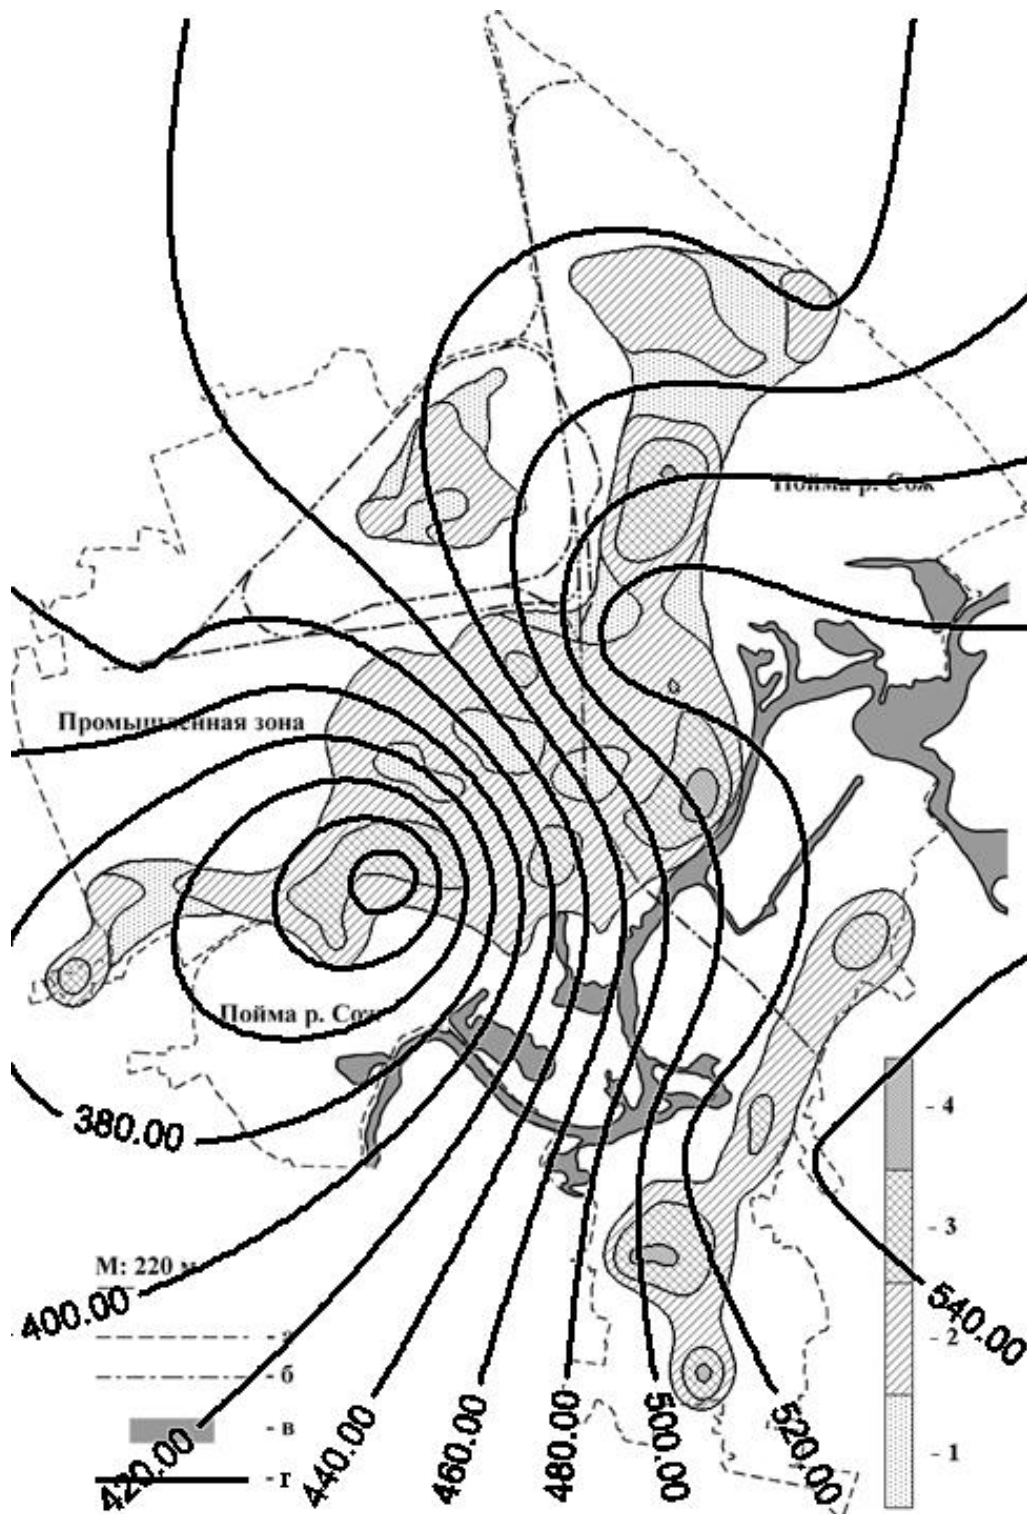 Пойма р. Сож
Промышленная зона
Пойма р. Сож
- 4
380.00
- 3
М: 220 м
400.00
540.00
- а
- 2
- б
- в
420.00
440.00
460.00
480.00
500.00
520.00
- 1
- г